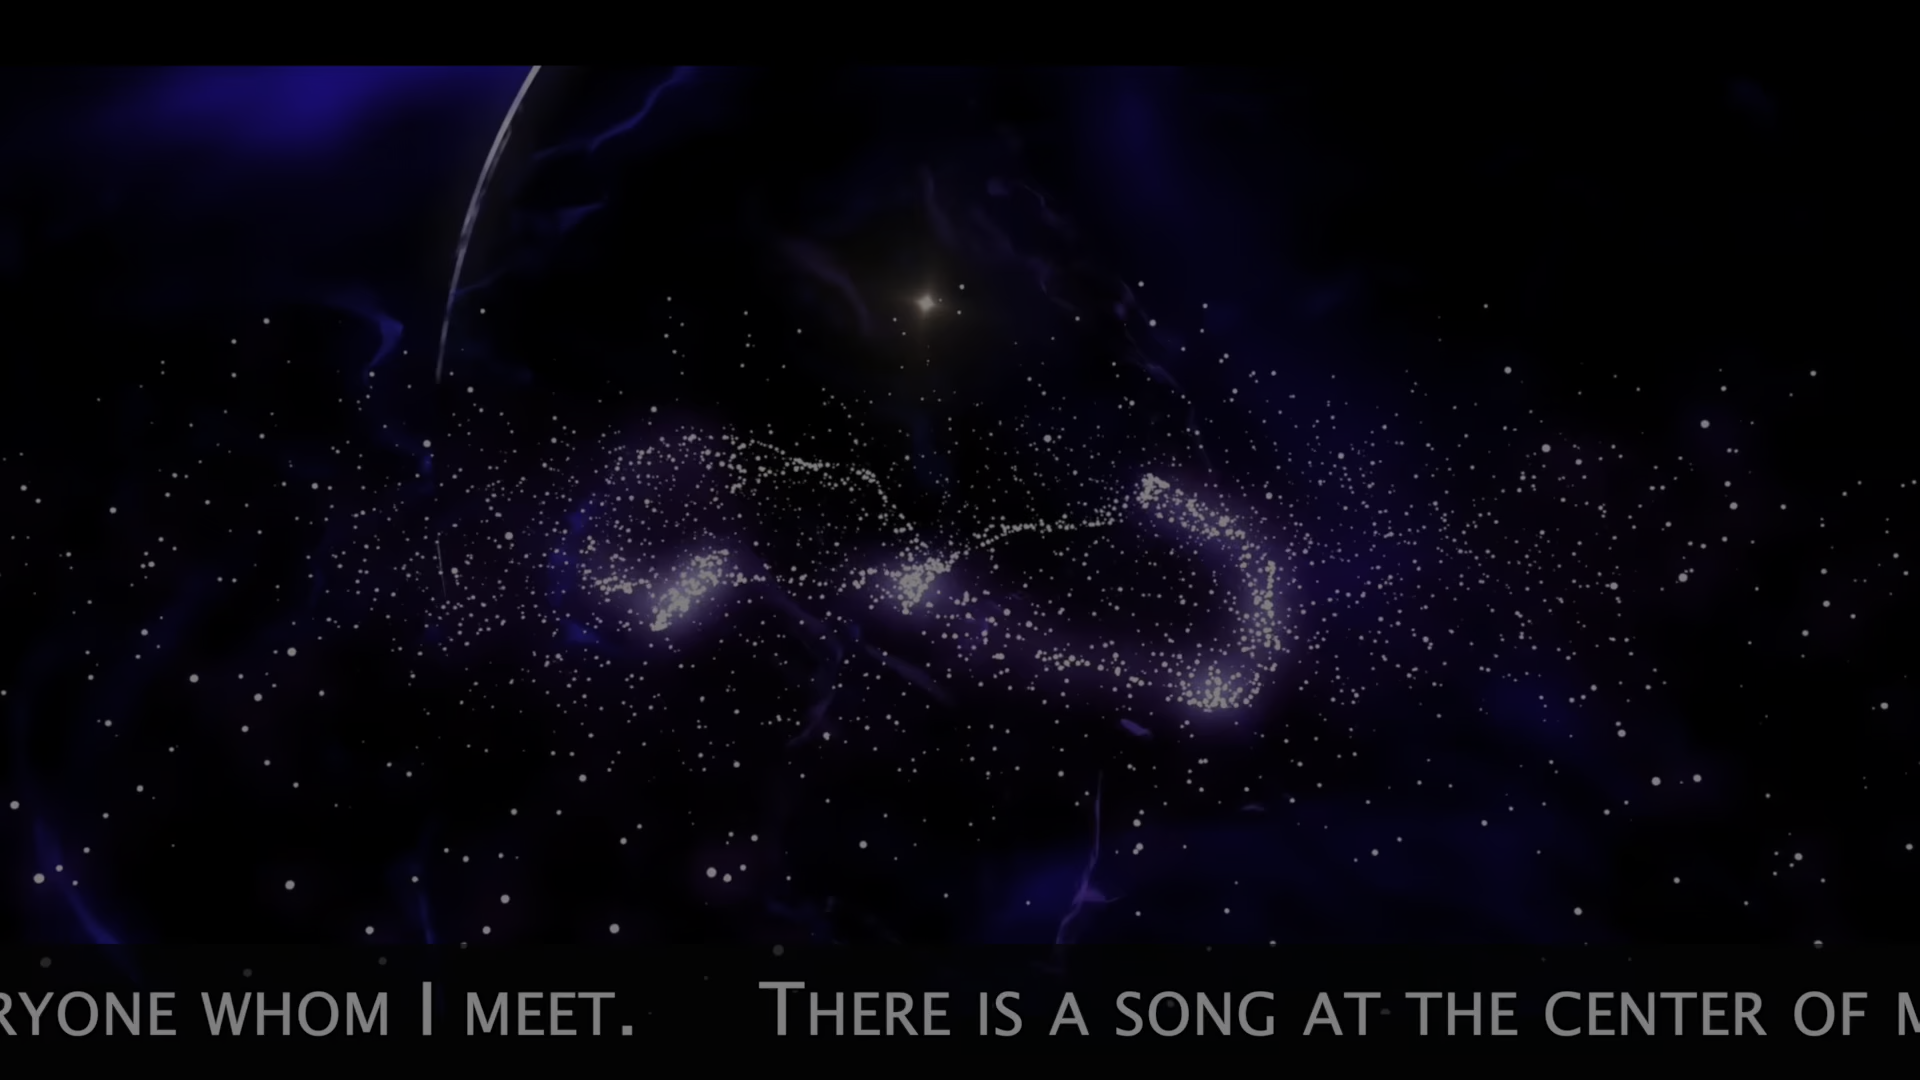 RYONE WHOM I MEET. THERE IS A SONG AT THE CENTER OF